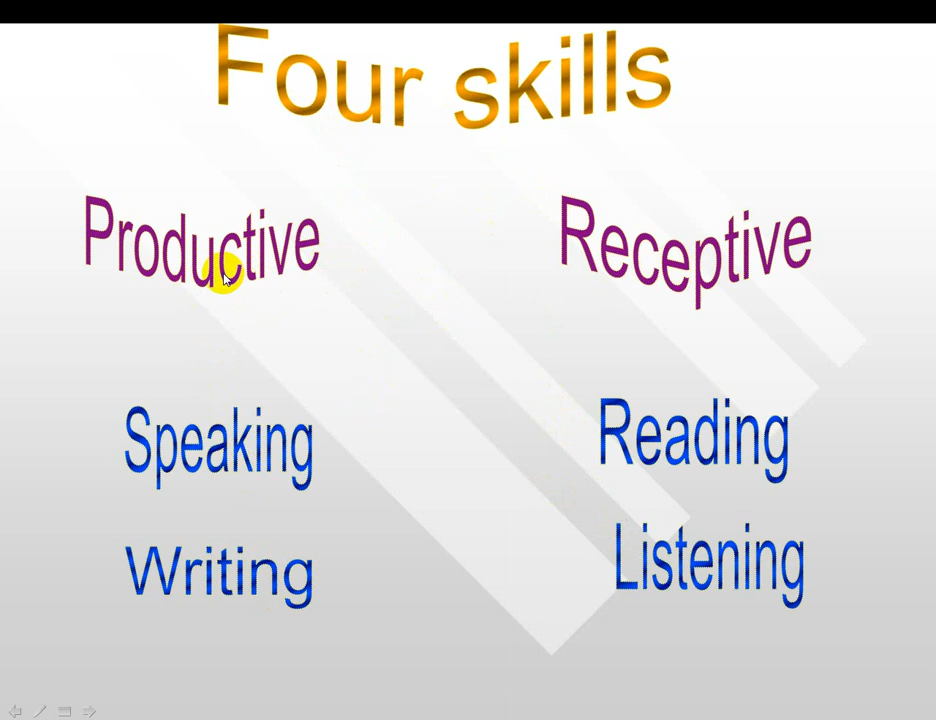 Four skills
Productive
Receptive
Speaking
Reading
Writing
Listening